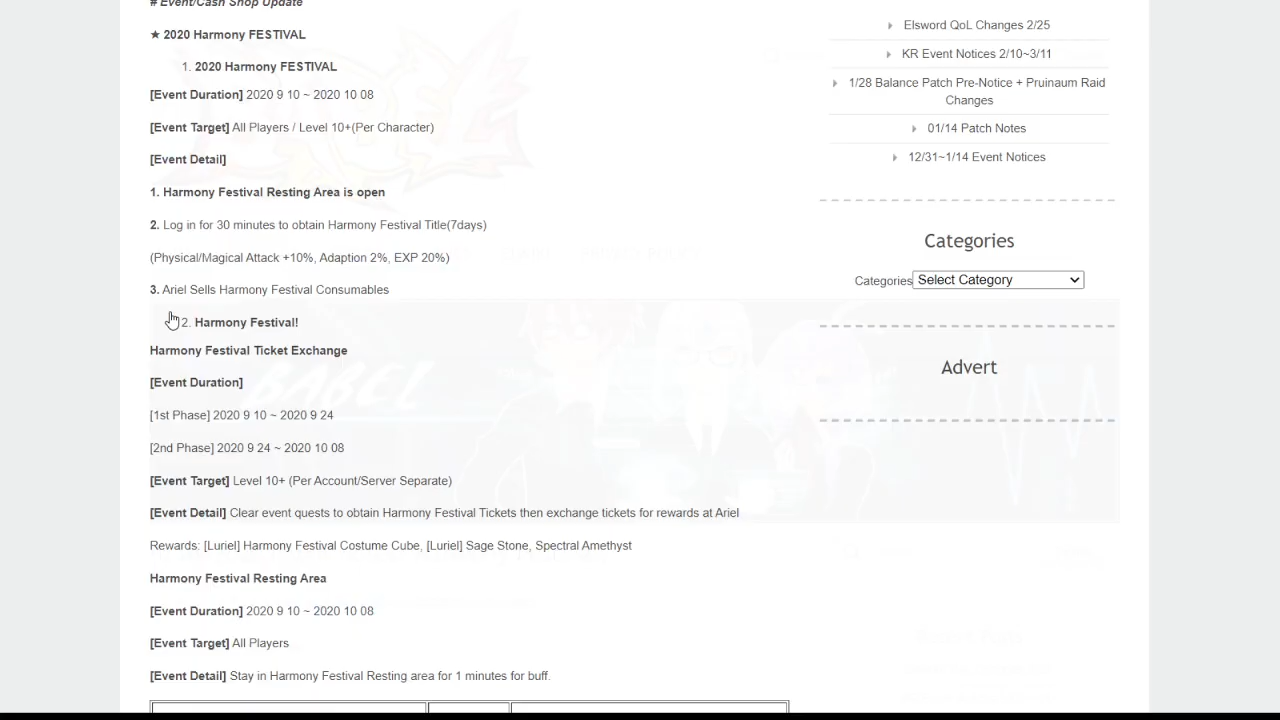 # Event/Cash Shop Update
★ 2020 Harmony FESTIVAL
1. 2020 Harmony FESTIVAL
[Event Duration] 2020 9 10 ~ 2020 10 08
[Event Target] All Players / Level 10+(Per Character)
[Event Detail]
1. Harmony Festival Resting Area is open
2. Log in for 30 minutes to obtain Harmony Festival Title(7days)
(Physical/Magical Attack +10%, Adaption 2%, EXP 20%)
3. Ariel Sells Harmony Festival Consumables
2. Harmony Festival!
Harmony Festival Ticket Exchange
[Event Duration]
[1st Phase] 2020 9 10 ~ 2020 9 24
[2nd Phase] 2020 9 24 ~ 2020 10 08
[Event Target] Level 10+ (Per Account/Server Separate)
[Event Detail] Clear event quests to obtain Harmony Festival Tickets then exchange tickets for rewards at Ariel
Rewards: [Luriel] Harmony Festival Costume Cube, [Luriel] Sage Stone, Spectral Amethyst
Harmony Festival Resting Area
[Event Duration] 2020 9 10 ~ 2020 10 08
[Event Target] All Players
[Event Detail] Stay in Harmony Festival Resting area for 1 minutes for buff.
Elsword QoL Changes 2/25
KR Event Notices 2/10~3/11
1/28 Balance Patch Pre-Notice + Pruinaum Raid
Changes
01/14 Patch Notes
12/31~1/14 Event Notices
Categories
Categories Select Category
Advert